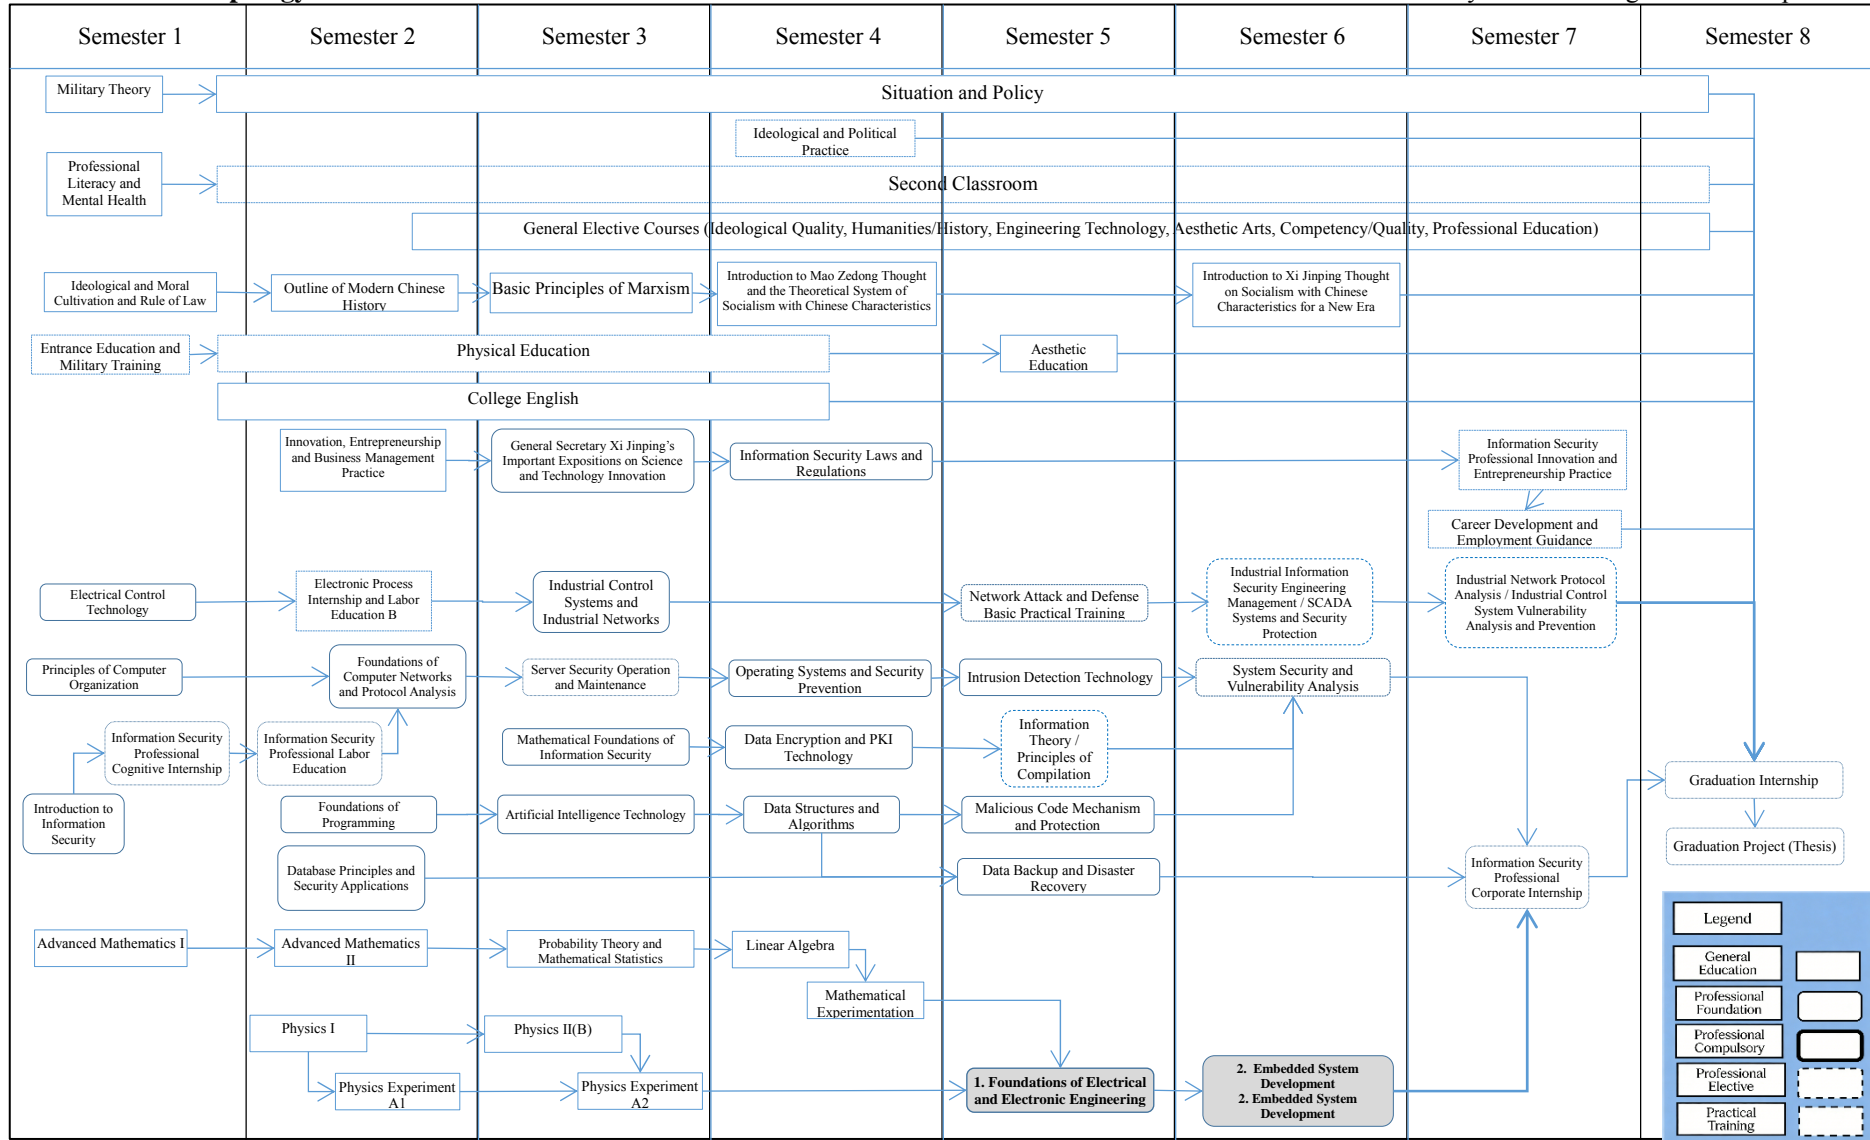 Semester 1
Semester 2
Semester 3
Semester 4
Semester 5
Semester 6
Semester 7
Semester 8
Military Theory
Situation and Policy
Ideological and Political
Practice
Professional
Literacy and
Mental Health
Second Classroom
General Elective Courses (Ideological Quality, Humanities/History, Engineering Technology, Aesthetic Arts, Competency/Quality, Professional Education)
Ideological and Moral
Cultivation and Rule of Law
Outline of Modern Chinese
History
Basic Principles of Marxism
Introduction to Mao Zedong Thought
and the Theoretical System of
Socialism with Chinese Characteristics
Introduction to Xi Jinping Thought
on Socialism with Chinese
Characteristics for a New Era
Entrance Education and
Military Training
Physical Education
Aesthetic
Education
College English
Innovation, Entrepreneurship
and Business Management
Practice
General Secretary Xi Jinping's
Important Expositions on Science
and Technology Innovation
Information Security Laws and
Regulations
Information Security
Professional Innovation and
Entrepreneurship Practice
Career Development and
Employment Guidance
Electrical Control
Technology
Electronic Process
Internship and Labor
Education B
Industrial Control
Systems and
Industrial Networks
Network Attack and Defense
Basic Practical Training
Industrial Information
Security Engineering
Management / SCADA
Systems and Security
Protection
Industrial Network Protocol
Analysis / Industrial Control
System Vulnerability
Analysis and Prevention
Principles of Computer
Organization
Foundations of
Computer Networks
and Protocol Analysis
Server Security Operation
and Maintenance
Operating Systems and Security
Prevention
Intrusion Detection Technology
System Security and
Vulnerability Analysis
Information Security
Professional
Cognitive Internship
Information Security
Professional Labor
Education
Mathematical Foundations of
Information Security
Data Encryption and PKI
Technology
Information
Theory /
Principles of
Compilation
Graduation Internship
Introduction to
Information
Security
Foundations of
Programming
Artificial Intelligence Technology
Data Structures and
Algorithms
Malicious Code Mechanism
and Protection
Graduation Project (Thesis)
Database Principles and
Security Applications
Data Backup and Disaster
Recovery
Information Security
Professional
Corporate Internship
Advanced Mathematics I
Advanced Mathematics
II
Probability Theory and
Mathematical Statistics
Linear Algebra
Mathematical
Experimentation
Physics I
Physics II(B)
Physics Experiment
A1
Physics Experiment
A2
1. Foundations of Electrical
and Electronic Engineering
2. Embedded System
Development
2. Embedded System
Development
Legend
General
Education
Professional
Foundation
Professional
Compulsory
Professional
Elective
Practical
Training